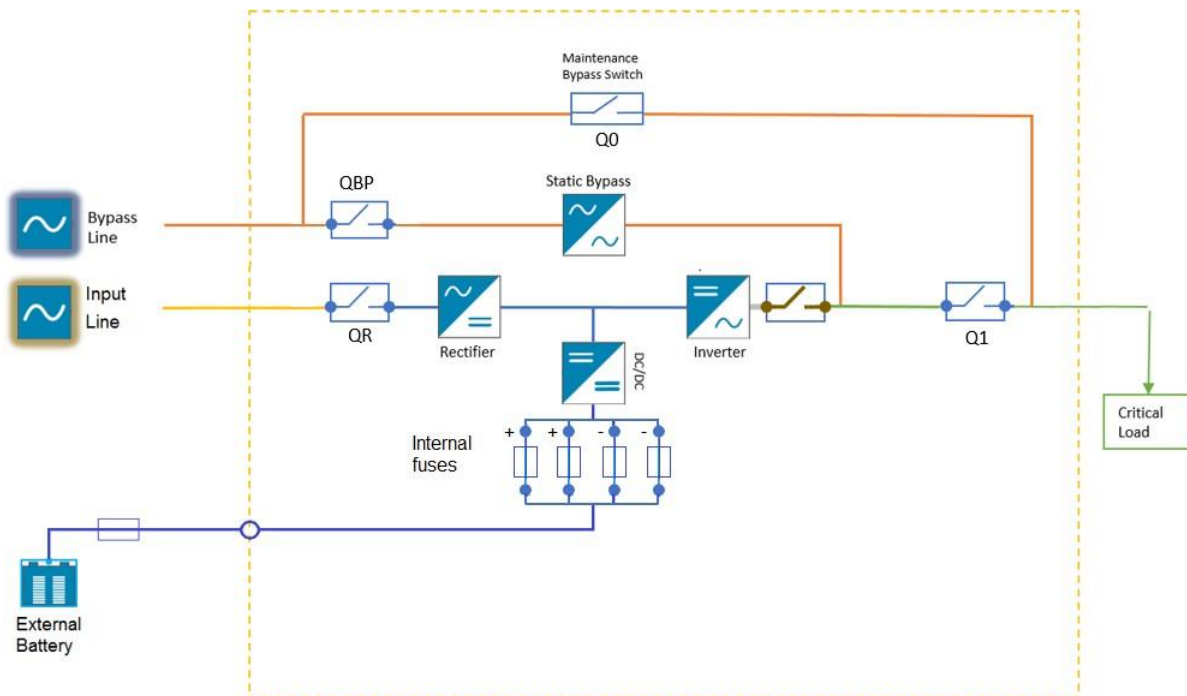 Maintenance
Bypass Switch
Q0
QBP
Static Bypass
Bypass
Line
Input
Line
QR
Rectifier
Inverter
Q1
DC/DC
Critical
Load
Internal
fuses
+ + - -
External
Battery